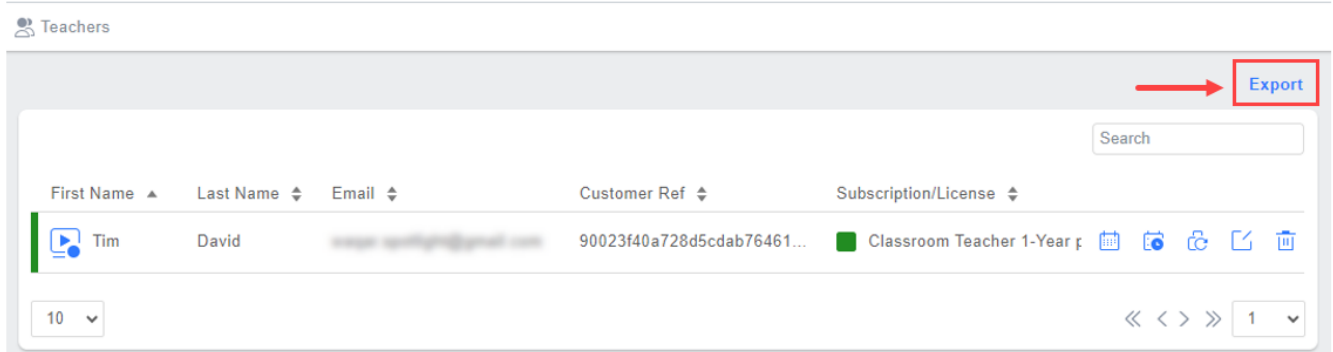 Teachers
Export
Search
First Name Last Name Email Customer Ref Subscription/License
Tim David 90023f40a728d5cdab76461... Classroom Teacher 1-Year p
10 1